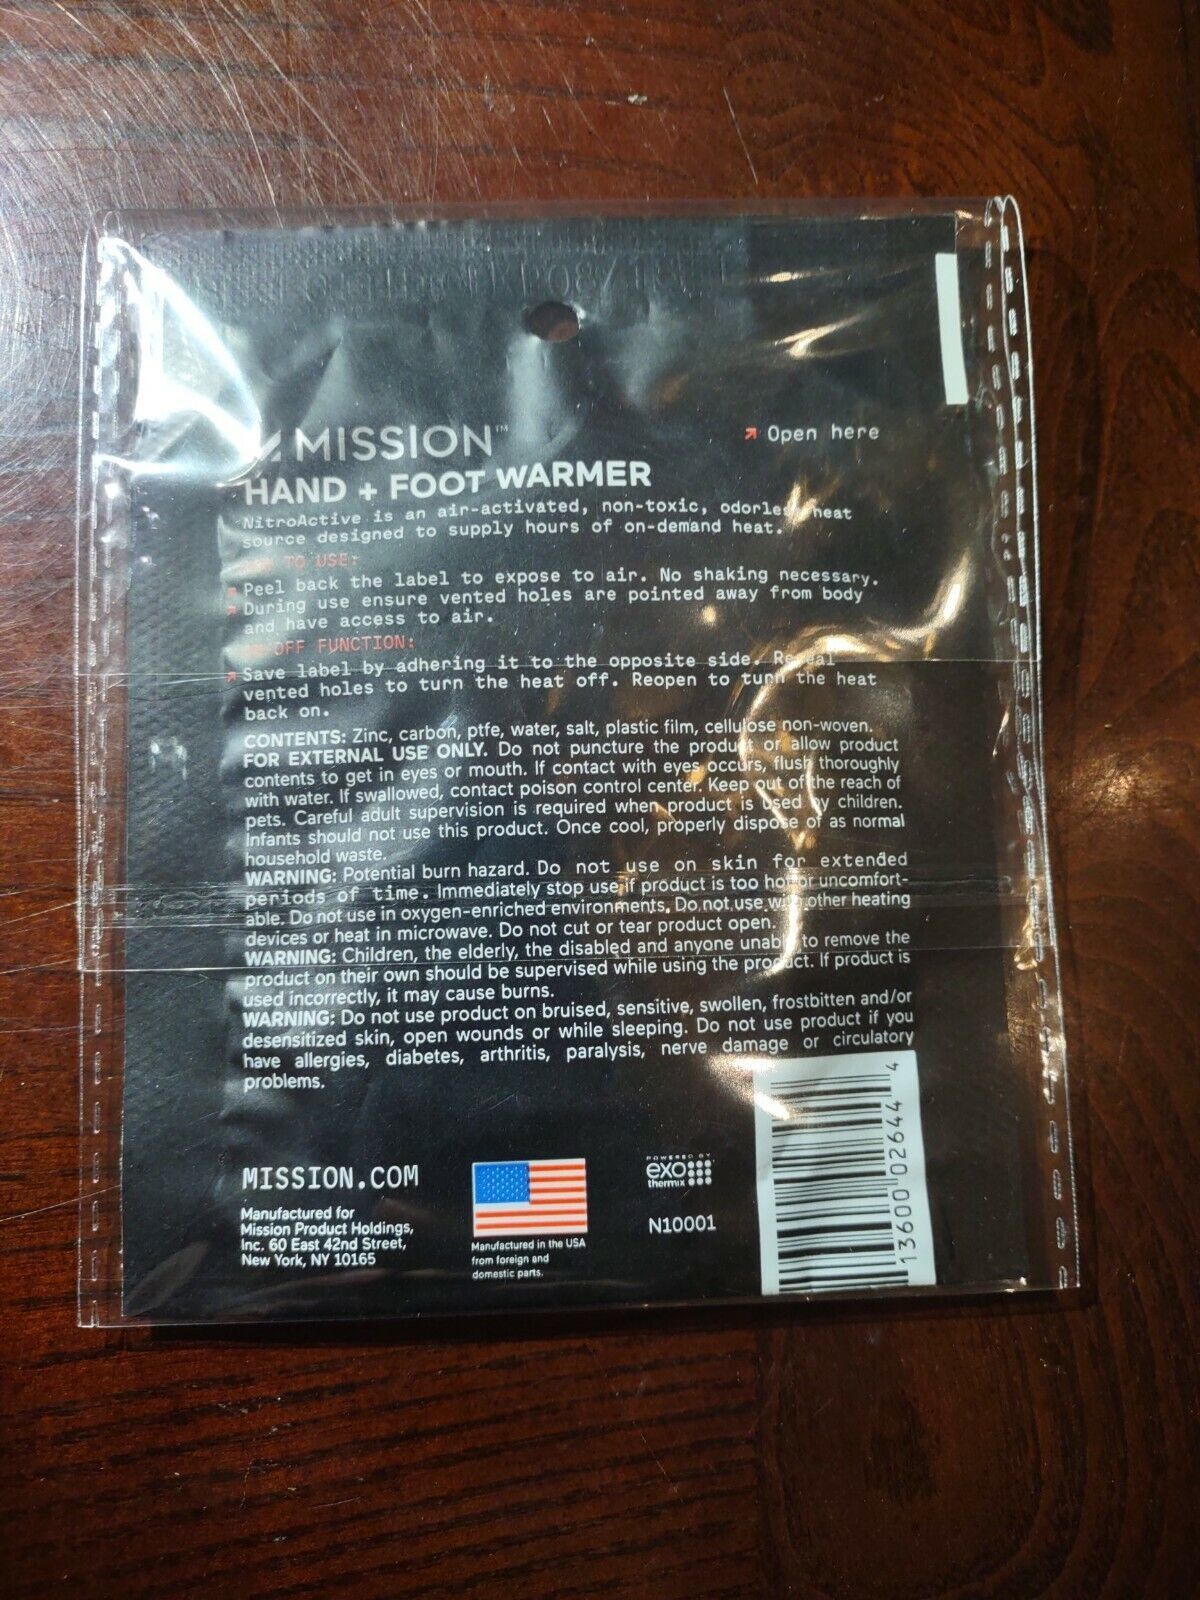 MISSION™
Open here
HAND + FOOT WARMER
NitroActive is an air-activated, non-toxic, odorless heat
source designed to supply hours of on-demand heat.
TO USE:
Peel back the label to expose to air. No shaking necessary.
During use ensure vented holes are pointed away from body
and have access to air.
OFF FUNCTION:
Save label by adhering it to the opposite side. Reveal
vented holes to turn the heat off. Reopen to turn the heat
back on.
CONTENTS: Zinc, carbon, ptfe, water, salt, plastic film, cellulose non-woven.
FOR EXTERNAL USE ONLY. Do not puncture the product or allow product
contents to get in eyes or mouth. If contact with eyes occurs, flush thoroughly
with water. If swallowed, contact poison control center. Keep out of the reach of
pets. Careful adult supervision is required when product is used by children.
Infants should not use this product. Once cool, properly dispose of as normal
household waste.
WARNING: Potential burn hazard. Do not use on skin for extended
periods of time. Immediately stop use if product is too hot or uncomfort-
able. Do not use in oxygen-enriched environments. Do not use with other heating
devices or heat in microwave. Do not cut or tear product open.
WARNING: Children, the elderly, the disabled and anyone unable to remove the
product on their own should be supervised while using the product. If product is
used incorrectly, it may cause burns.
WARNING: Do not use product on bruised, sensitive, swollen, frostbitten and/or
desensitized skin, open wounds or while sleeping. Do not use product if you
have allergies, diabetes, arthritis, paralysis, nerve damage or circulatory
problems.
MISSION.COM
Manufactured for
Mission Product Holdings,
Inc. 60 East 42nd Street,
New York, NY 10165
Manufactured in the USA
from foreign and
domestic parts.
POWERED BY
exo
thermix
N10001
13600 02644 4